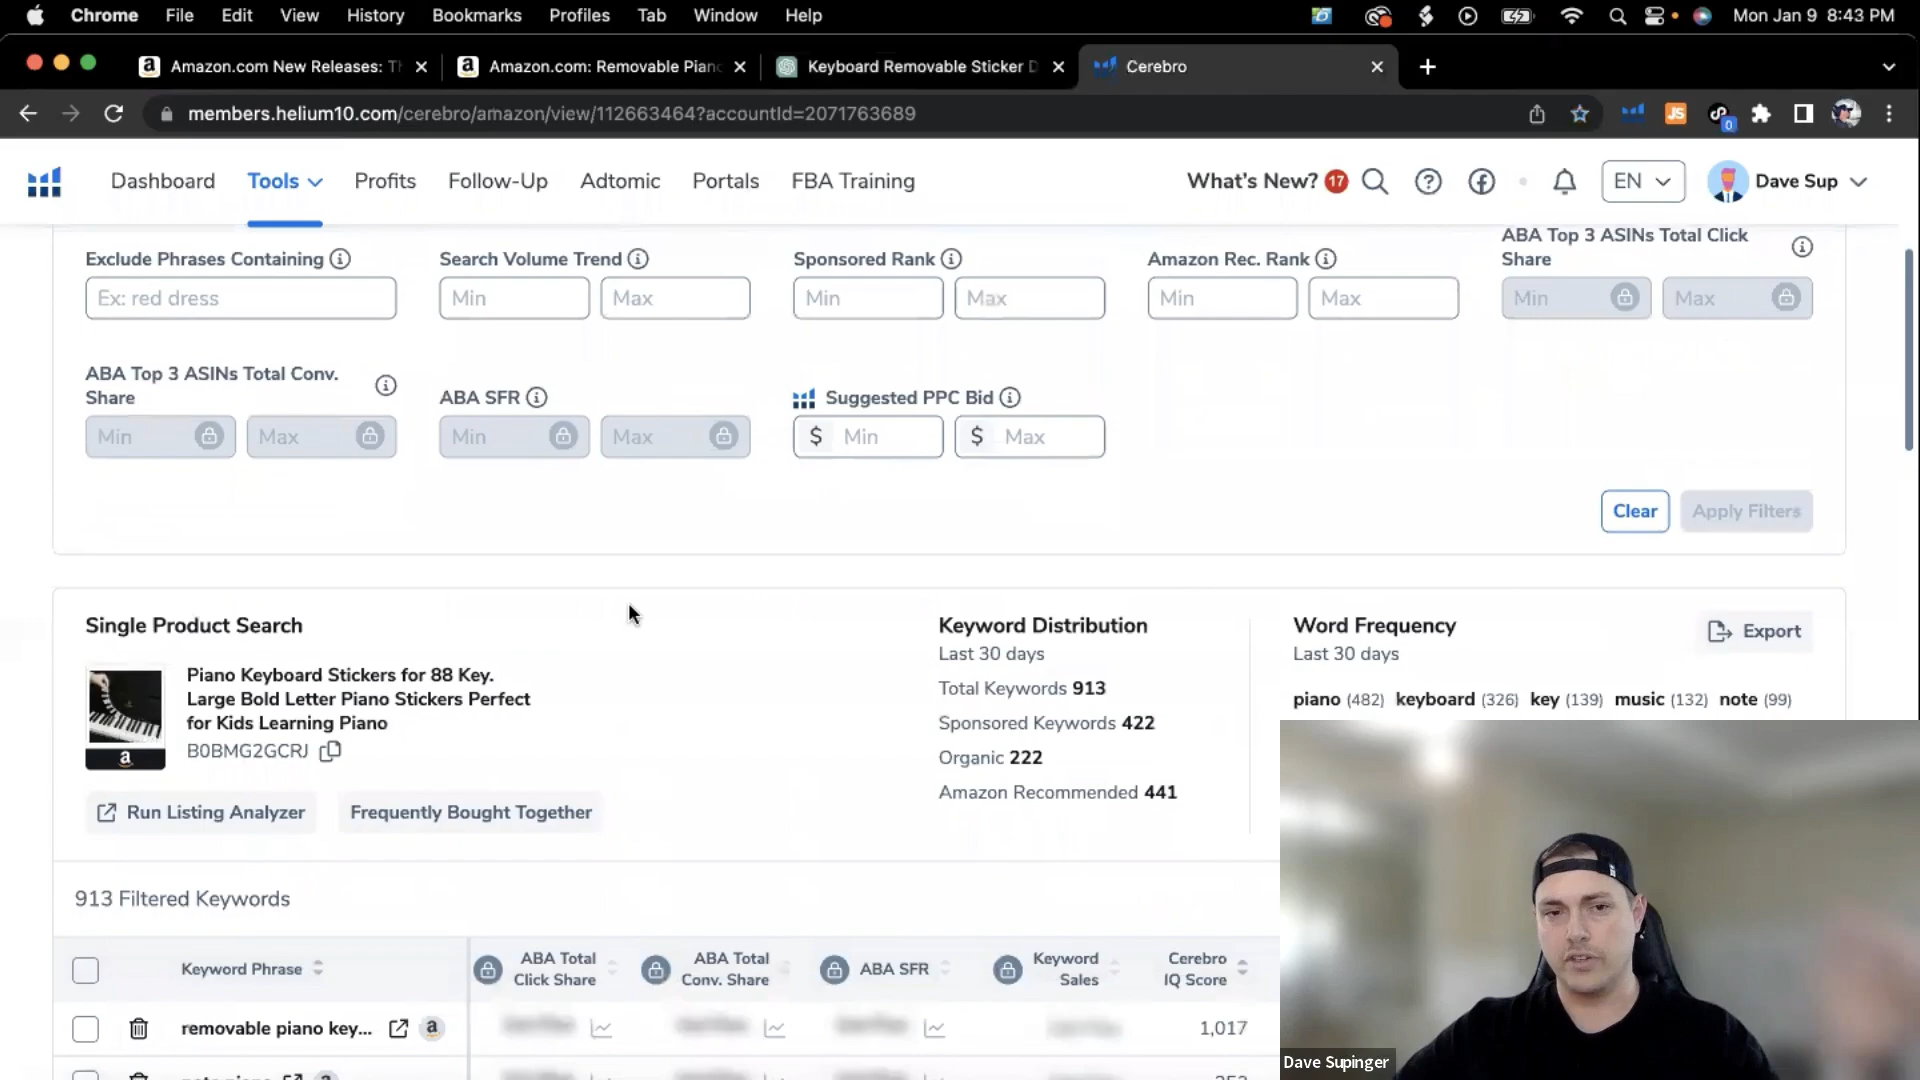 Chrome File Edit View History Bookmarks Profiles Tab Window Help Mon Jan 9 8:43 PM
Amazon.com New Releases: Th Amazon.com: Removable Piano Keyboard Removable Sticker D Cerebro
members.helium10.com/cerebro/amazon/view/112663464?accountId=2071763689
0
Dashboard Tools Profits Follow-Up Adtomic Portals FBA Training What's New? 17 EN Dave Sup
Exclude Phrases Containing Search Volume Trend Sponsored Rank Amazon Rec. Rank ABA Top 3 ASINs Total Click
Share
Ex: red dress Min Max Min Max Min Max Min Max
ABA Top 3 ASINs Total Conv.
Share ABA SFR Suggested PPC Bid
Min Max Min Max $ Min $ Max
Clear Apply Filters
Single Product Search Keyword Distribution Word Frequency Export
Last 30 days Last 30 days
Piano Keyboard Stickers for 88 Key.
Large Bold Letter Piano Stickers Perfect
for Kids Learning Piano
B0BMG2GCRJ
Total Keywords 913
Sponsored Keywords 422
Organic 222
Amazon Recommended 441
piano (482) keyboard (326) key (139) music (132) note (99)
Run Listing Analyzer Frequently Bought Together
913 Filtered Keywords
Keyword Phrase ABA Total Click Share ABA Total Conv. Share ABA SFR Keyword Sales Cerebro IQ Score
removable piano key... 1,017
Dave Supinger